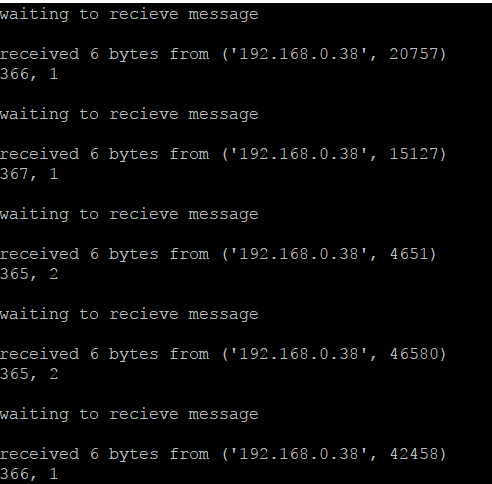 waiting to recieve message
received 6 bytes from ('192.168.0.38', 20757)
366, 1
waiting to recieve message
received 6 bytes from ('192.168.0.38', 15127)
367, 1
waiting to recieve message
received 6 bytes from ('192.168.0.38', 4651)
365, 2
waiting to recieve message
received 6 bytes from ('192.168.0.38', 46580)
365, 2
waiting to recieve message
received 6 bytes from ('192.168.0.38', 42458)
366, 1